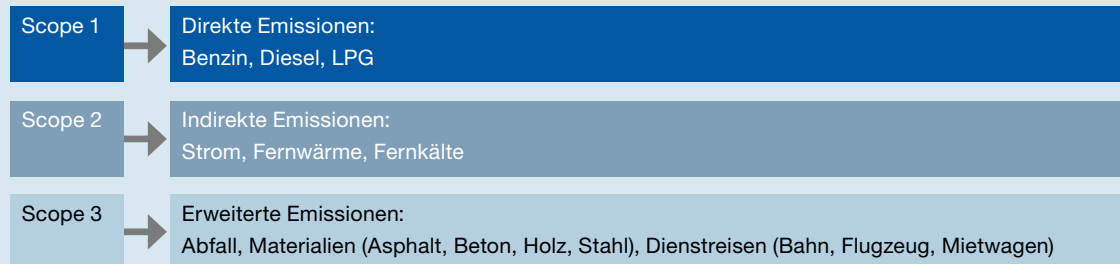 Scope 1
Direkte Emissionen:
Benzin, Diesel, LPG
Scope 2
Indirekte Emissionen:
Strom, Fernwärme, Fernkälte
Scope 3
Erweiterte Emissionen:
Abfall, Materialien (Asphalt, Beton, Holz, Stahl), Dienstreisen (Bahn, Flugzeug, Mietwagen)